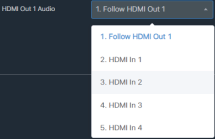 HDMI Out 1 Audio
1. Follow HDMI Out 1
1. Follow HDMI Out 1
2. HDMI In 1
3. HDMI In 2
4. HDMI In 3
5. HDMI In 4